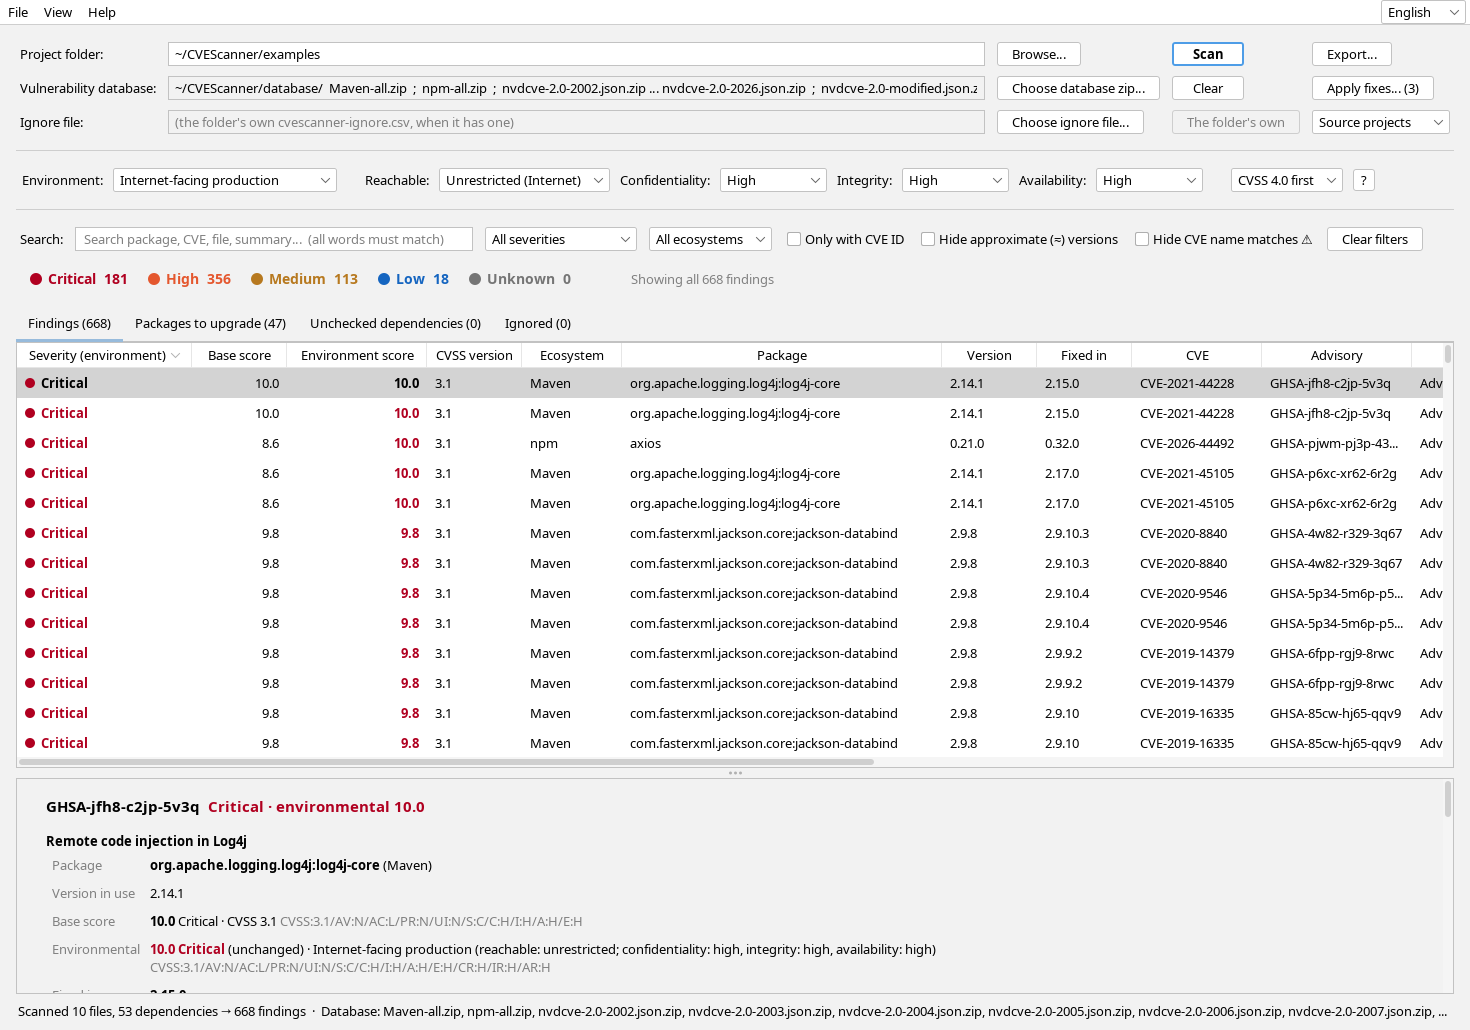 File View Help English
Project folder: ~/CVEScanner/examples Browse... Scan Export...
Vulnerability database: ~/CVEScanner/database/ Maven-all.zip ; npm-all.zip ; nvdcve-2.0-2002.json.zip ... nvdcve-2.0-2026.json.zip ; nvdcve-2.0-modified.json.z Choose database zip... Clear Apply fixes... (3)
Ignore file: (the folder's own cvescanner-ignore.csv, when it has one) Choose ignore file... The folder's own Source projects
Environment: Internet-facing production Reachable: Unrestricted (Internet) Confidentiality: High Integrity: High Availability: High CVSS 4.0 first ?
Search: Search package, CVE, file, summary... (all words must match) All severities All ecosystems Only with CVE ID Hide approximate (≈) versions Hide CVE name matches ⚠ Clear filters
Critical 181 High 356 Medium 113 Low 18 Unknown 0 Showing all 668 findings
Findings (668) Packages to upgrade (47) Unchecked dependencies (0) Ignored (0)
Severity (environment) Base score Environment score CVSS version Ecosystem Package Version Fixed in CVE Advisory
Critical 10.0 10.0 3.1 Maven org.apache.logging.log4j:log4j-core 2.14.1 2.15.0 CVE-2021-44228 GHSA-jfh8-c2jp-5v3q Adv
Critical 10.0 10.0 3.1 Maven org.apache.logging.log4j:log4j-core 2.14.1 2.15.0 CVE-2021-44228 GHSA-jfh8-c2jp-5v3q Adv
Critical 8.6 10.0 3.1 npm axios 0.21.0 0.32.0 CVE-2026-44492 GHSA-pjwm-pj3p-43... Adv
Critical 8.6 10.0 3.1 Maven org.apache.logging.log4j:log4j-core 2.14.1 2.17.0 CVE-2021-45105 GHSA-p6xc-xr62-6r2g Adv
Critical 8.6 10.0 3.1 Maven org.apache.logging.log4j:log4j-core 2.14.1 2.17.0 CVE-2021-45105 GHSA-p6xc-xr62-6r2g Adv
Critical 9.8 9.8 3.1 Maven com.fasterxml.jackson.core:jackson-databind 2.9.8 2.9.10.3 CVE-2020-8840 GHSA-4w82-r329-3q67 Adv
Critical 9.8 9.8 3.1 Maven com.fasterxml.jackson.core:jackson-databind 2.9.8 2.9.10.3 CVE-2020-8840 GHSA-4w82-r329-3q67 Adv
Critical 9.8 9.8 3.1 Maven com.fasterxml.jackson.core:jackson-databind 2.9.8 2.9.10.4 CVE-2020-9546 GHSA-5p34-5m6p-p5... Adv
Critical 9.8 9.8 3.1 Maven com.fasterxml.jackson.core:jackson-databind 2.9.8 2.9.10.4 CVE-2020-9546 GHSA-5p34-5m6p-p5... Adv
Critical 9.8 9.8 3.1 Maven com.fasterxml.jackson.core:jackson-databind 2.9.8 2.9.9.2 CVE-2019-14379 GHSA-6fpp-rgj9-8rwc Adv
Critical 9.8 9.8 3.1 Maven com.fasterxml.jackson.core:jackson-databind 2.9.8 2.9.9.2 CVE-2019-14379 GHSA-6fpp-rgj9-8rwc Adv
Critical 9.8 9.8 3.1 Maven com.fasterxml.jackson.core:jackson-databind 2.9.8 2.9.10 CVE-2019-16335 GHSA-85cw-hj65-qqv9 Adv
Critical 9.8 9.8 3.1 Maven com.fasterxml.jackson.core:jackson-databind 2.9.8 2.9.10 CVE-2019-16335 GHSA-85cw-hj65-qqv9 Adv
GHSA-jfh8-c2jp-5v3q Critical · environmental 10.0
Remote code injection in Log4j
Package org.apache.logging.log4j:log4j-core (Maven)
Version in use 2.14.1
Base score 10.0 Critical · CVSS 3.1 CVSS:3.1/AV:N/AC:L/PR:N/UI:N/S:C/C:H/I:H/A:H/E:H
Environmental 10.0 Critical (unchanged) · Internet-facing production (reachable: unrestricted; confidentiality: high, integrity: high, availability: high)
CVSS:3.1/AV:N/AC:L/PR:N/UI:N/S:C/C:H/I:H/A:H/E:H/CR:H/IR:H/AR:H
Scanned 10 files, 53 dependencies → 668 findings · Database: Maven-all.zip, npm-all.zip, nvdcve-2.0-2002.json.zip, nvdcve-2.0-2003.json.zip, nvdcve-2.0-2004.json.zip, nvdcve-2.0-2005.json.zip, nvdcve-2.0-2006.json.zip, nvdcve-2.0-2007.json.zip, ...